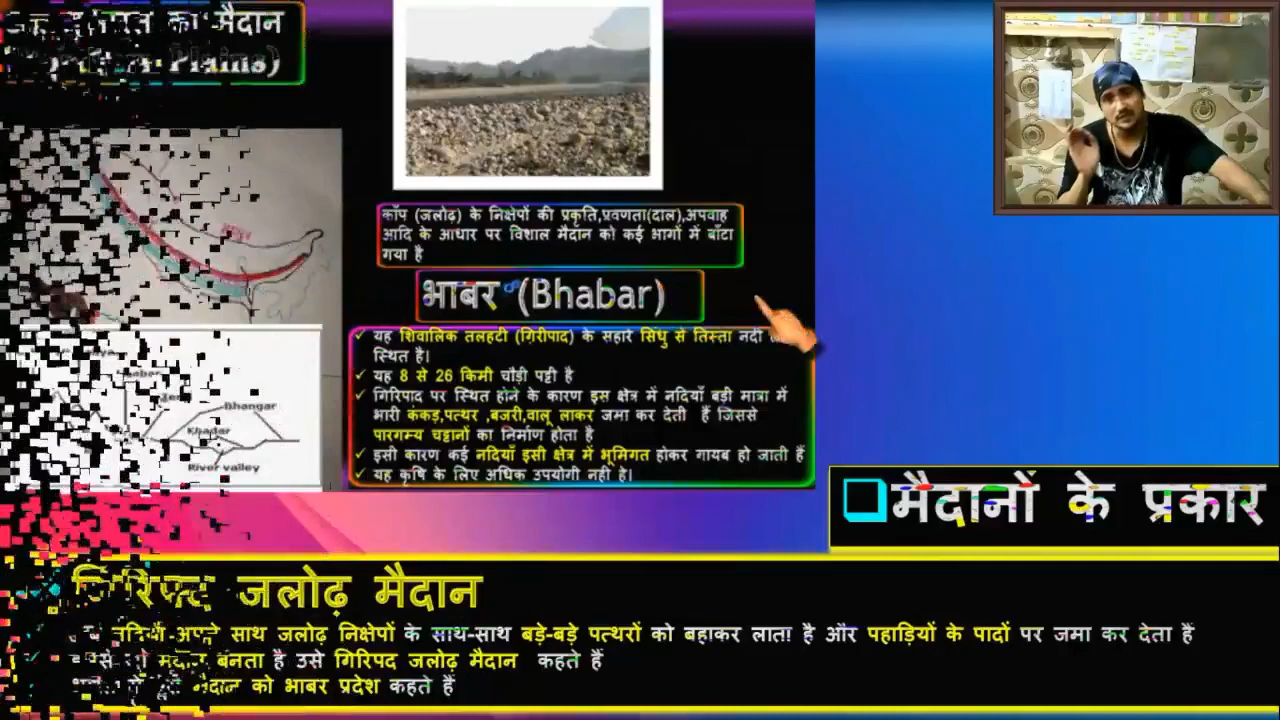 का मैदान
Plains)
काँप (जलोढ़) के निक्षेपों की प्रकृति,प्रवणता(दाल),अपवाह
आदि के आधार पर विशाल मैदान को कई भागों में बाँटा
गया है
भाबर (Bhabar)
यह शिवालिक तलहटी (गिरीपाद) के सहारे सिंधु से तिस्ता नदी
स्थित है।
यह 8 से 26 किमी चौड़ी पट्टी है
गिरिपाद पर स्थित होने के कारण इस क्षेत्र में नदियाँ बड़ी मात्रा में
भारी कंकड़,पत्थर ,बजरी,वालू लाकर जमा कर देती हैं जिससे
पारगम्य चट्टानों का निर्माण होता है
इसी कारण कई नदियाँ इसी क्षेत्र में भूमिगत होकर गायब हो जाती हैं
यह कृषि के लिए अधिक उपयोगी नही है।
Bhangar
Khadar
River valley
मैदानों के प्रकार
जलोढ़ मैदान
अपने साथ जलोढ़ निक्षेपों के साथ-साथ बड़े-बड़े पत्थरों को बहाकर लाता है और पहाड़ियों के पादों पर जमा कर देता हैं
मैदान बनता है उसे गिरिपद जलोढ़ मैदान कहते हैं
मैदान को भाबर प्रदेश कहते हैं